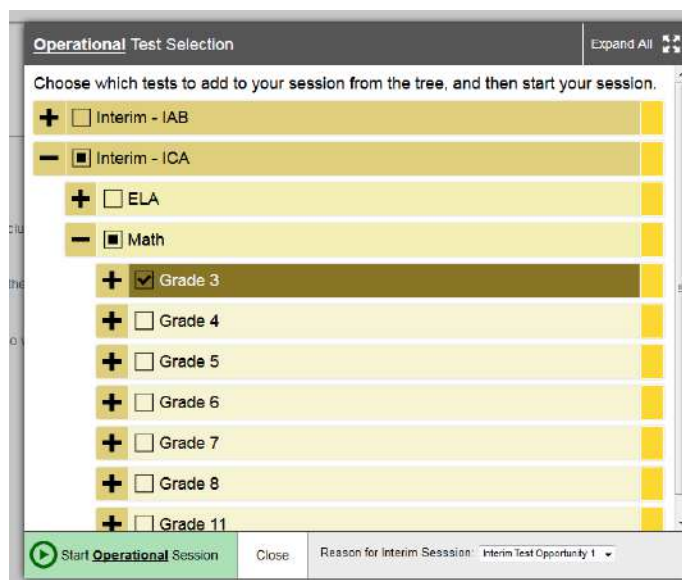 Operational Test Selection
Expand All
Choose which tests to add to your session from the tree, and then start your session.
Interim - IAB
Interim - ICA
ELA
Math
Grade 3
Grade 4
Grade 5
Grade 6
Grade 7
Grade 8
Grade 11
Start Operational Session
Close
Reason for Interim Sesssion:
Interim Test Opportunity 1